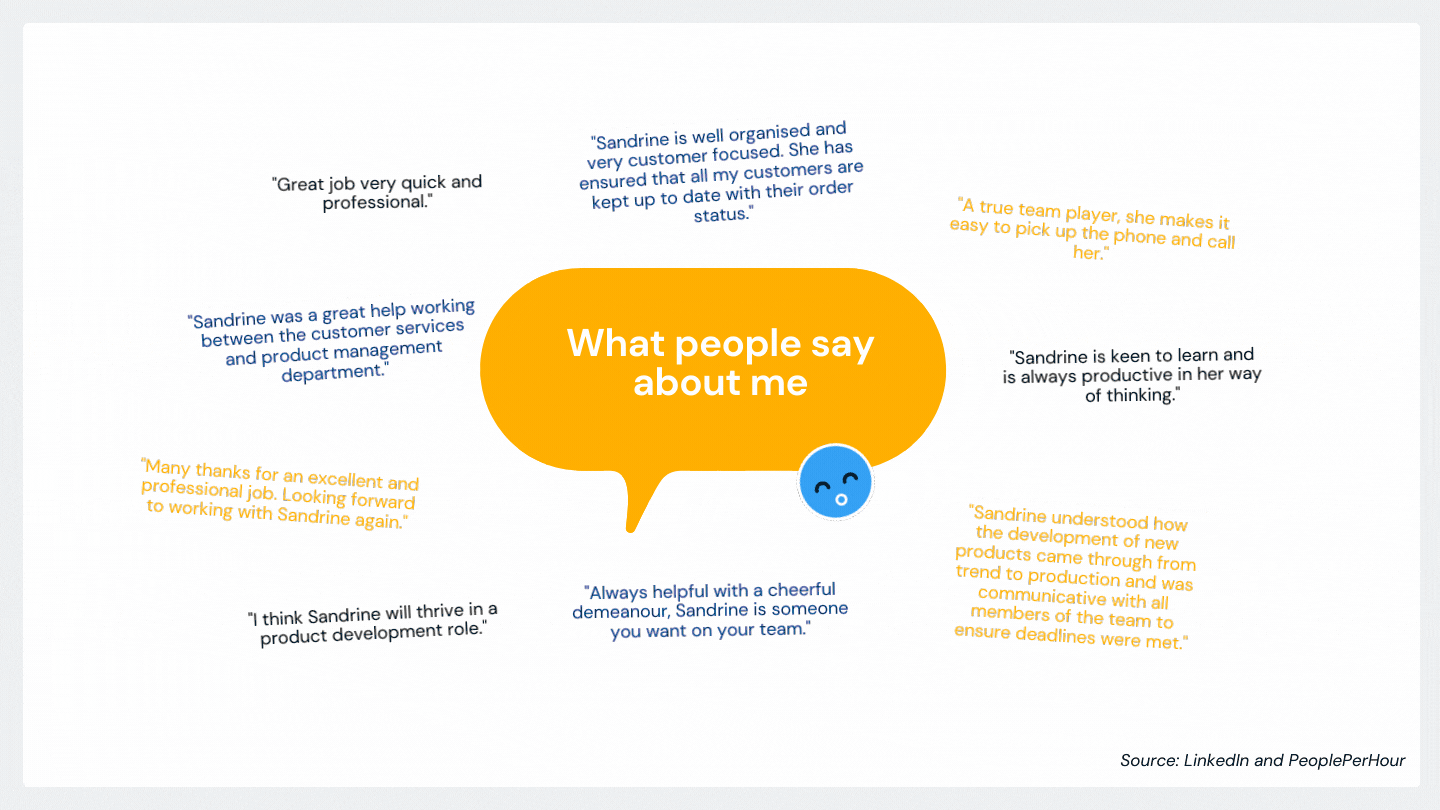 "Great job very quick and
professional."
"Sandrine is well organised and
very customer focused. She has
ensured that all my customers are
kept up to date with their order
status."
"A true team player, she makes it
easy to pick up the phone and call
her."
"Sandrine was a great help working
between the customer services
and product management
department."
What people say
about me
"Sandrine is keen to learn and
is always productive in her way
of thinking."
"Many thanks for an excellent and
professional job. Looking forward
to working with Sandrine again."
"Sandrine understood how
the development of new
products came through from
trend to production and was
communicative with all
members of the team to
ensure deadlines were met."
"I think Sandrine will thrive in a
product development role."
"Always helpful with a cheerful
demeanour, Sandrine is someone
you want on your team."
Source: LinkedIn and PeoplePerHour